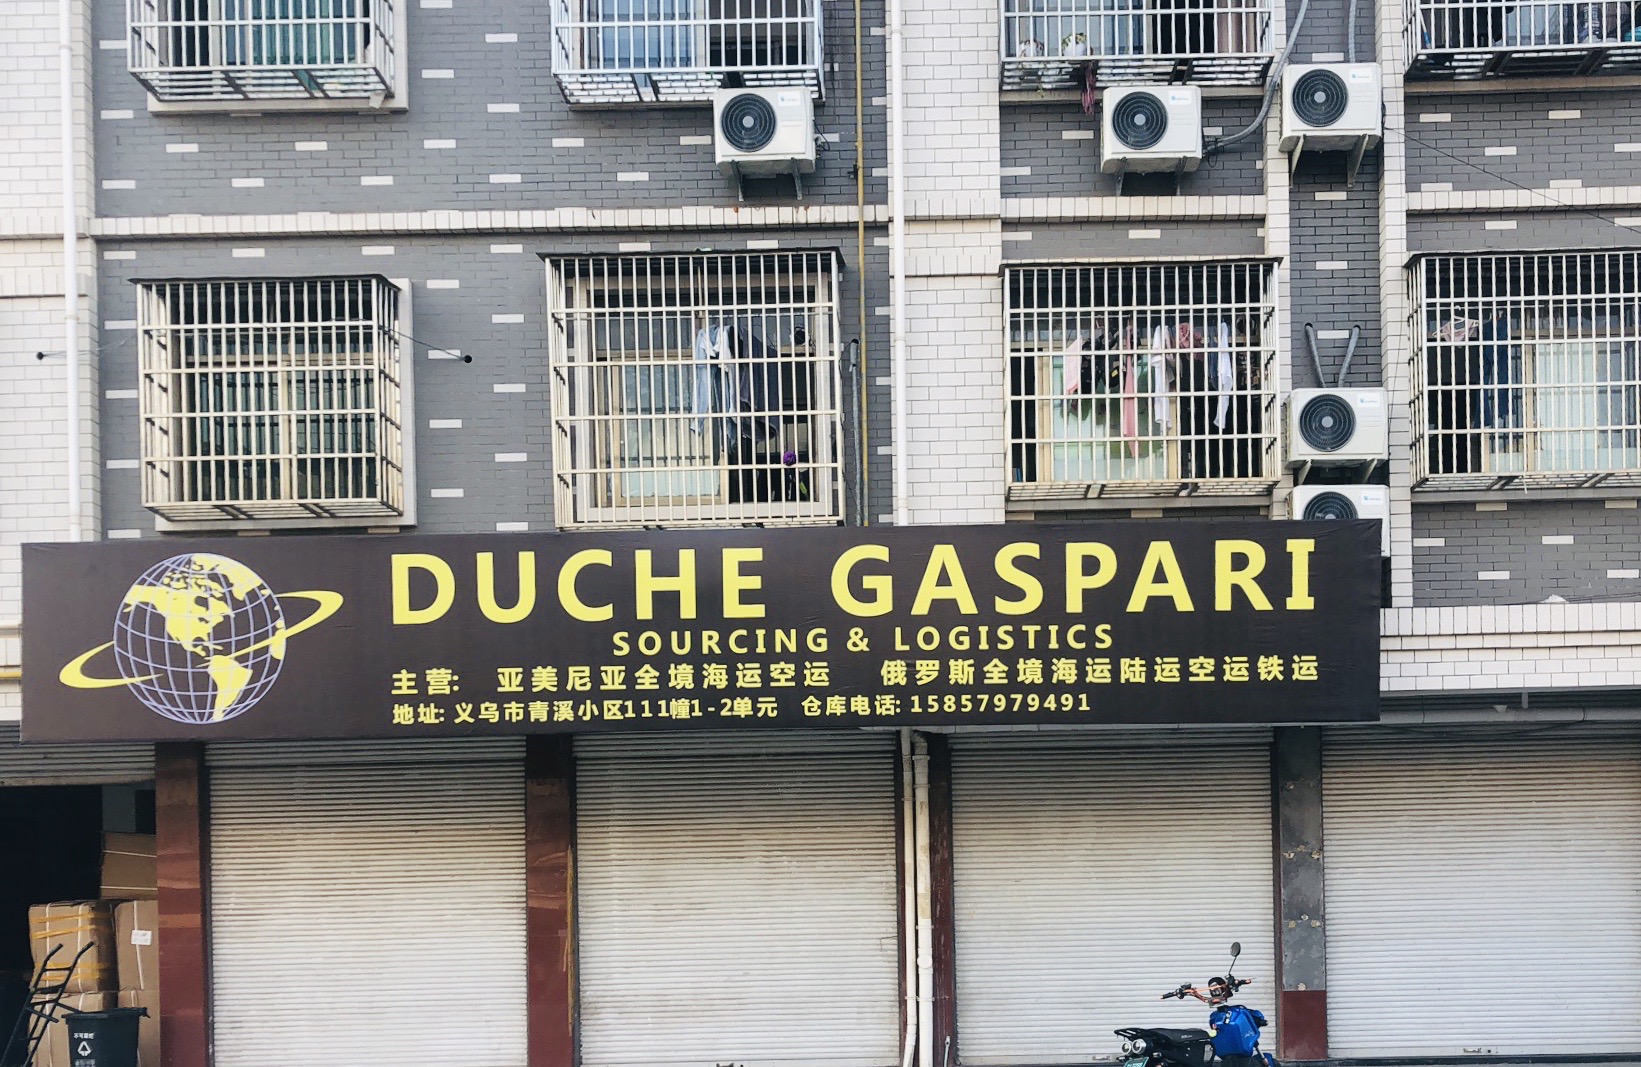 DUCHE GASPARI
SOURCING & LOGISTICS
主营: 亚美尼亚全境海运空运 俄罗斯全境海运陆运空运铁运
地址: 义乌市青溪小区111幢1-2单元 仓库电话: 15857979491